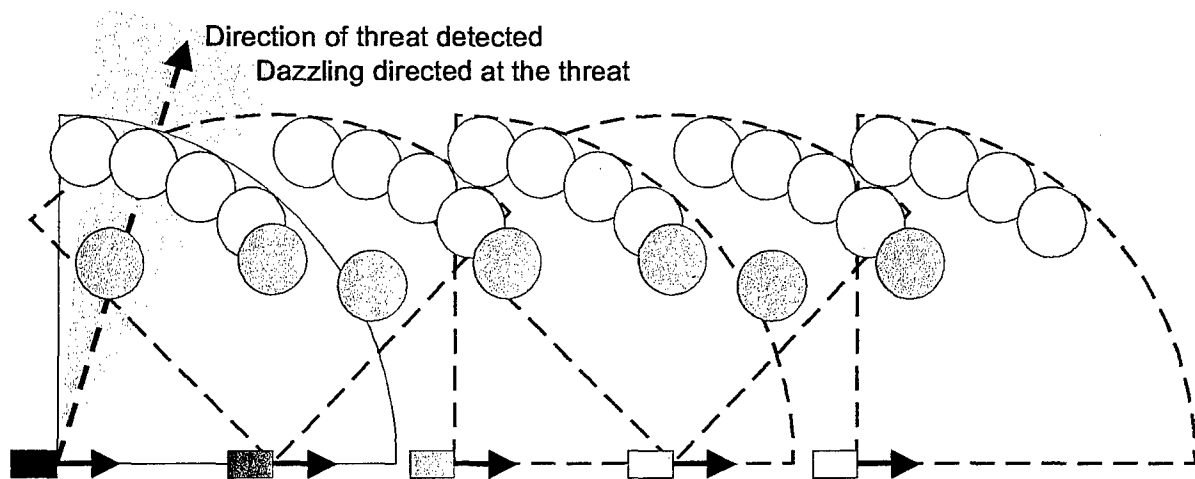 Direction of threat detected
Dazzling directed at the threat